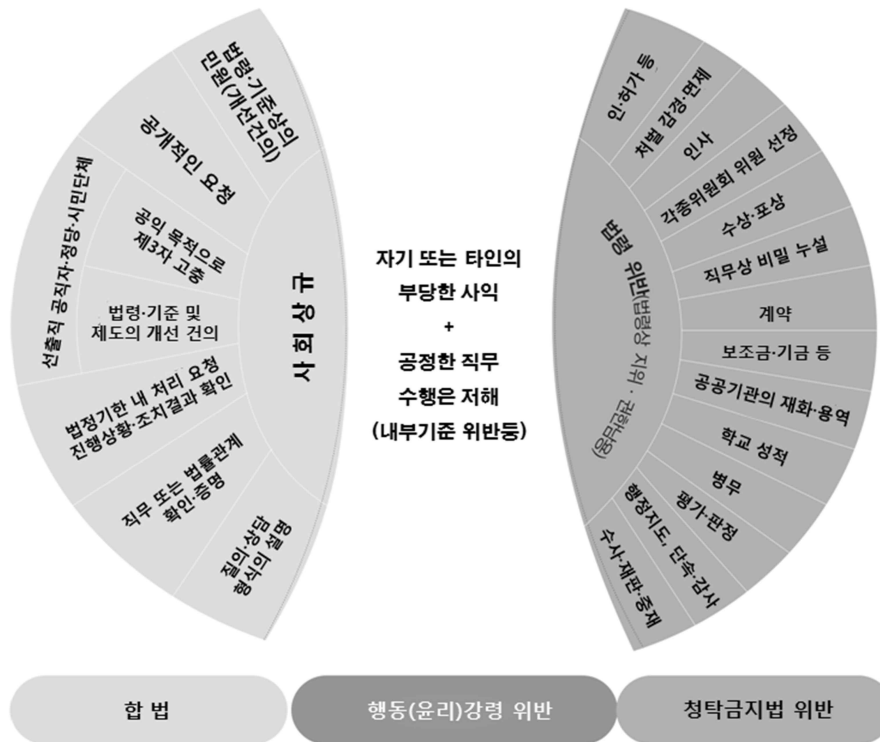 법령·기준상의
민원(개선건의)
공개적인 요청
선출직 공직자·정당·시민단체
공익 목적으로
제3자 고충
법령·기준 및
제도의 개선 건의
법정기한 내 처리 요청
진행상황·조치결과 확인
직무 또는 법률관계
확인·증명
질의·상담
형식의 설명
사회상규
자기 또는 타인의
부당한 사익
+
공정한 직무
수행은 저해
(내부기준 위반등)
법령 위반(법령상 지위·권한남용)
인·허가 등
처벌 감경·면제
인사
각종위원회 위원 선정
수상·포상
직무상 비밀 누설
계약
보조금·기금 등
공공기관의 재화·용역
학교 성적
병무
평가·판정
행정지도, 단속·감사
수사·재판·중재
합 법
행동(윤리)강령 위반
청탁금지법 위반